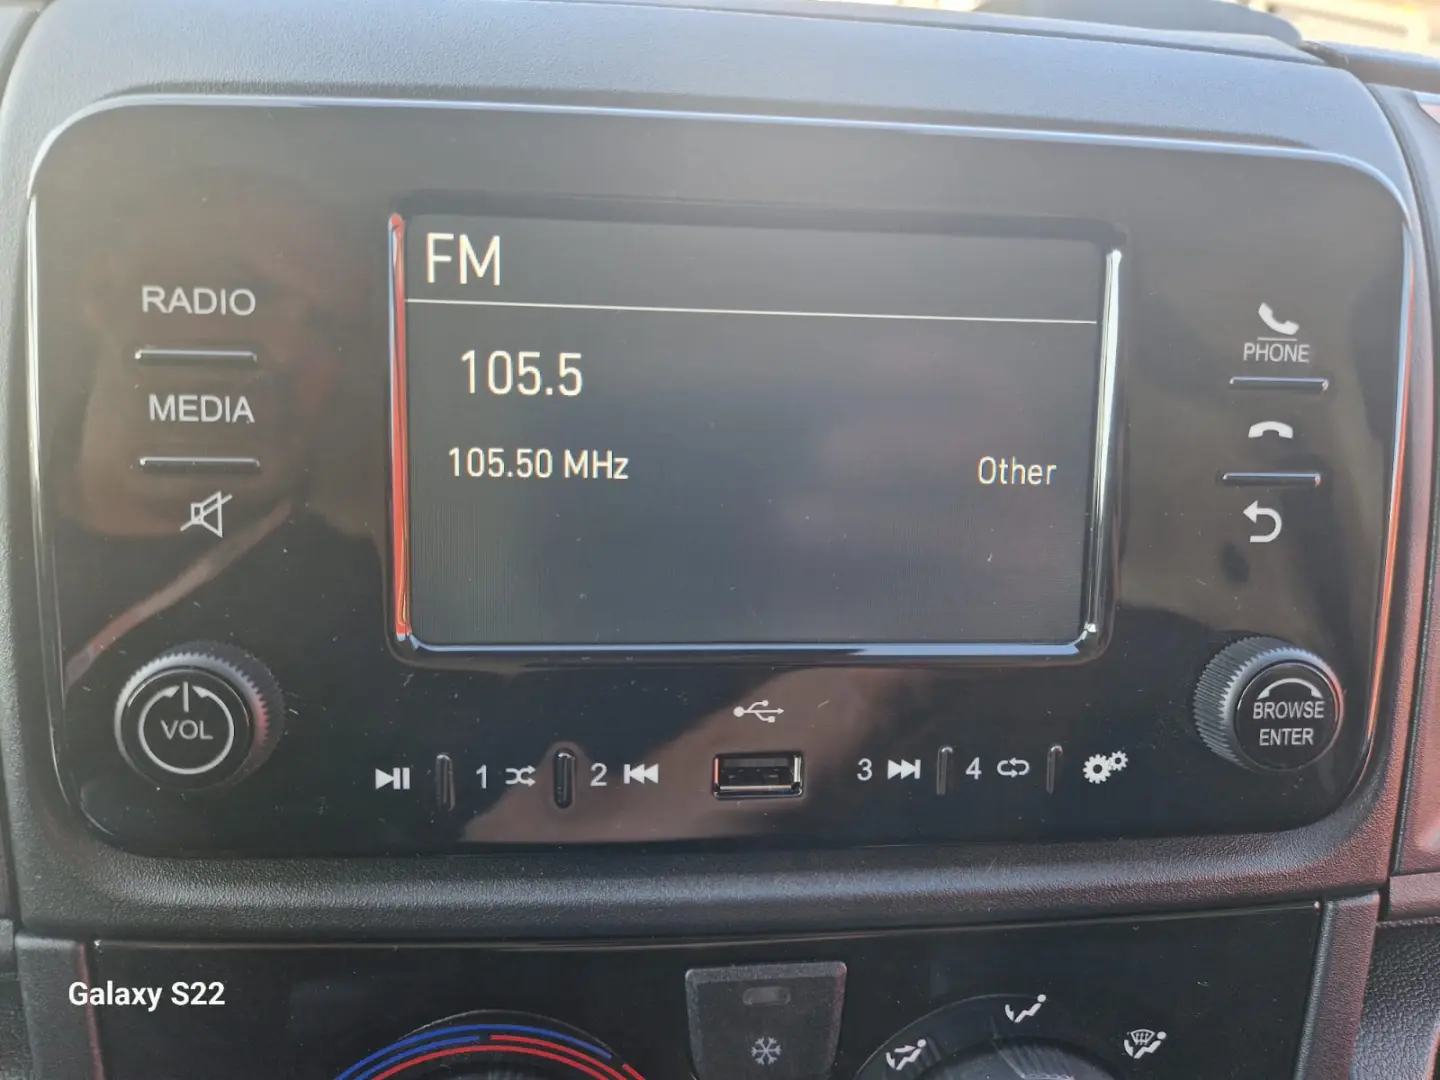 FM
RADIO
105.5
PHONE
MEDIA
105.50 MHz
Other
VOL
BROWSE
ENTER
1
2
3
4
Galaxy S22